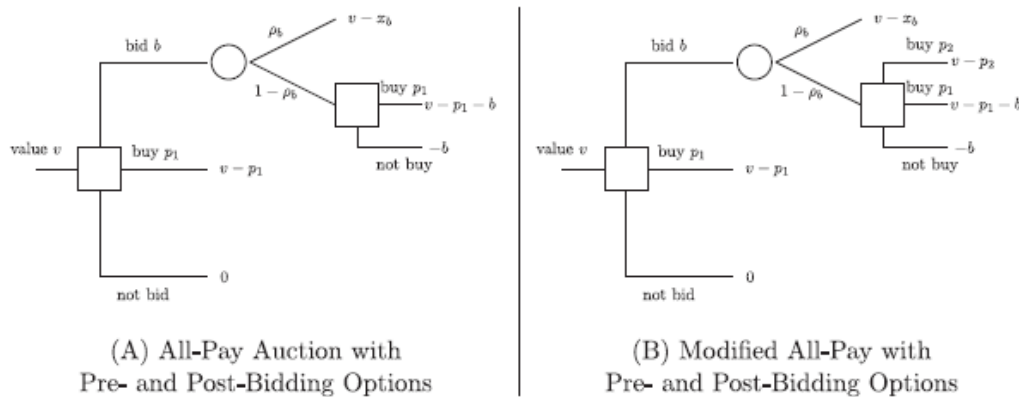 bid b
ρ_b
v − x_b
1 − ρ_b
buy p_1
v − p_1 − b
−b
not buy
value v
buy p_1
v − p_1
0
not bid
(A) All-Pay Auction with
Pre- and Post-Bidding Options
bid b
ρ_b
v − x_b
1 − ρ_b
buy p_2
v − p_2
buy p_1
v − p_1 − b
−b
not buy
value v
buy p_1
v − p_1
0
not bid
(B) Modified All-Pay with
Pre- and Post-Bidding Options